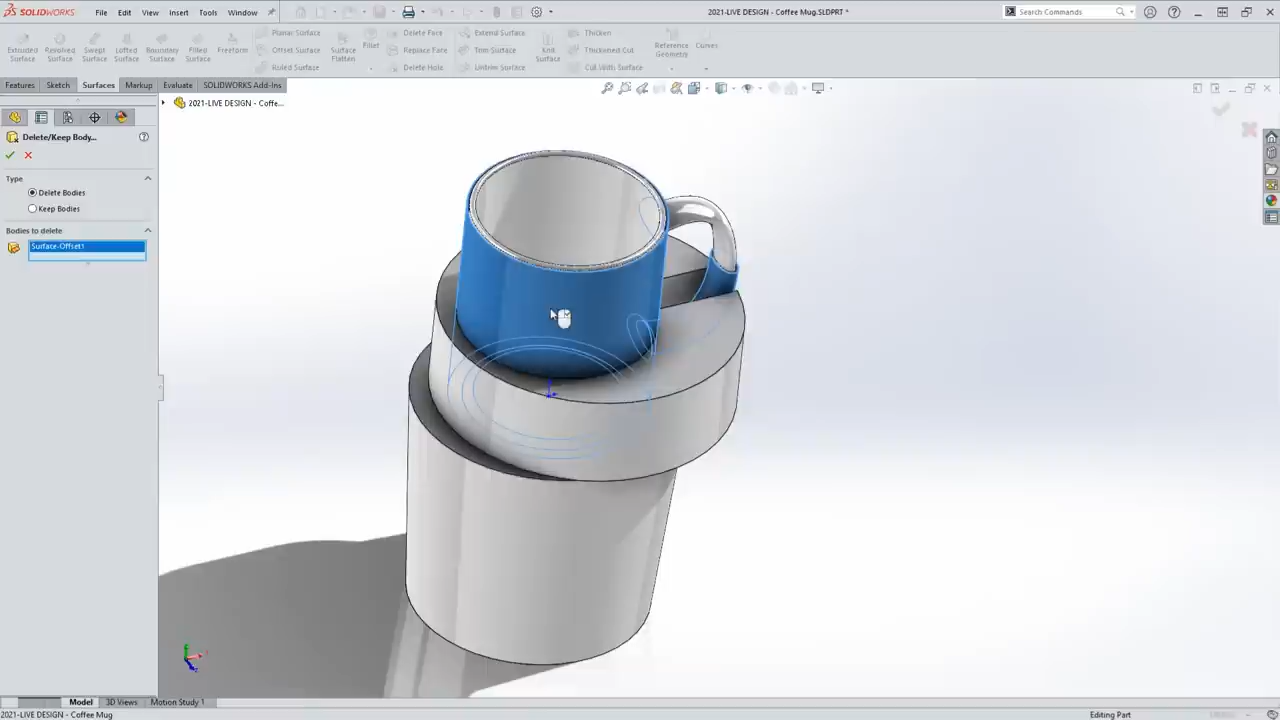 SOLIDWORKS File Edit View Insert Tools Window 2021-LIVE DESIGN - Coffee Mug.SLDPRT * Search Commands
Extruded Surface
Revolved Surface
Swept Surface
Lofted Surface
Boundary Surface
Filled Surface
Freeform
Planar Surface
Offset Surface
Ruled Surface
Surface Flatten
Fillet
Delete Face
Replace Face
Delete Hole
Extend Surface
Trim Surface
Untrim Surface
Knit Surface
Thicken
Thickened Cut
Cut With Surface
Reference Geometry
Curves
Features Sketch Surfaces Markup Evaluate SOLIDWORKS Add-Ins
2021-LIVE DESIGN - Coffe...
Delete/Keep Body...
Type
Delete Bodies
Keep Bodies
Bodies to delete
Surface-Offset1
Model 3D Views Motion Study 1
2021-LIVE DESIGN - Coffee Mug Editing Part